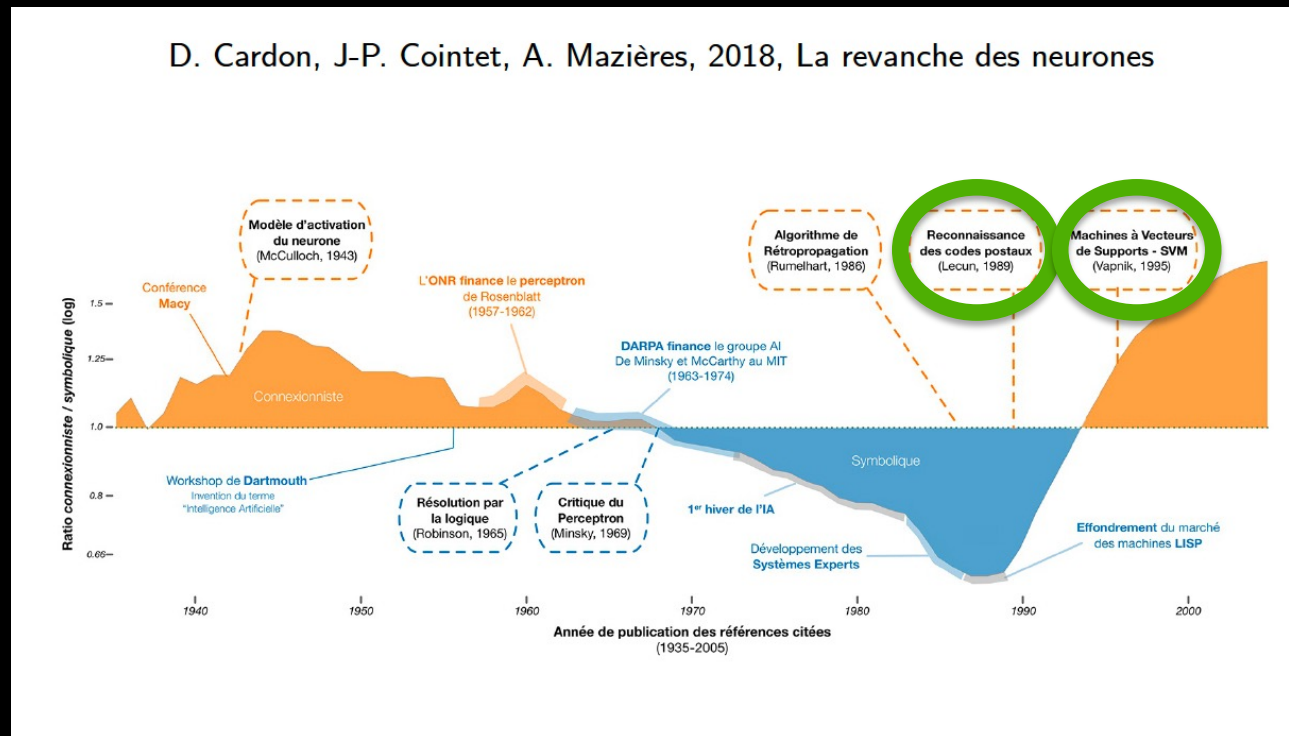 D. Cardon, J-P. Cointet, A. Mazières, 2018, La revanche des neurones
Modèle d'activation
du neurone
(McCulloch, 1943)
Conférence
Macy
L'ONR finance le perceptron
de Rosenblatt
(1957-1962)
DARPA finance le groupe AI
De Minsky et McCarthy au MIT
(1963-1974)
Algorithme de
Rétropropagation
(Rumelhart, 1986)
Reconnaissance
des codes postaux
(Lecun, 1989)
Machines à Vecteurs
de Supports - SVM
(Vapnik, 1995)
Ratio connexionniste / symbolique (log)
1.5
1.25
1.0
0.8
0.66
Connexionniste
Symbolique
Workshop de Dartmouth
Invention du terme
"Intelligence Artificielle"
Résolution par
la logique
(Robinson, 1965)
Critique du
Perceptron
(Minsky, 1969)
1er hiver de l'IA
Développement des
Systèmes Experts
Effondrement du marché
des machines LISP
1940
1950
1960
1970
1980
1990
2000
Année de publication des références citées
(1935-2005)